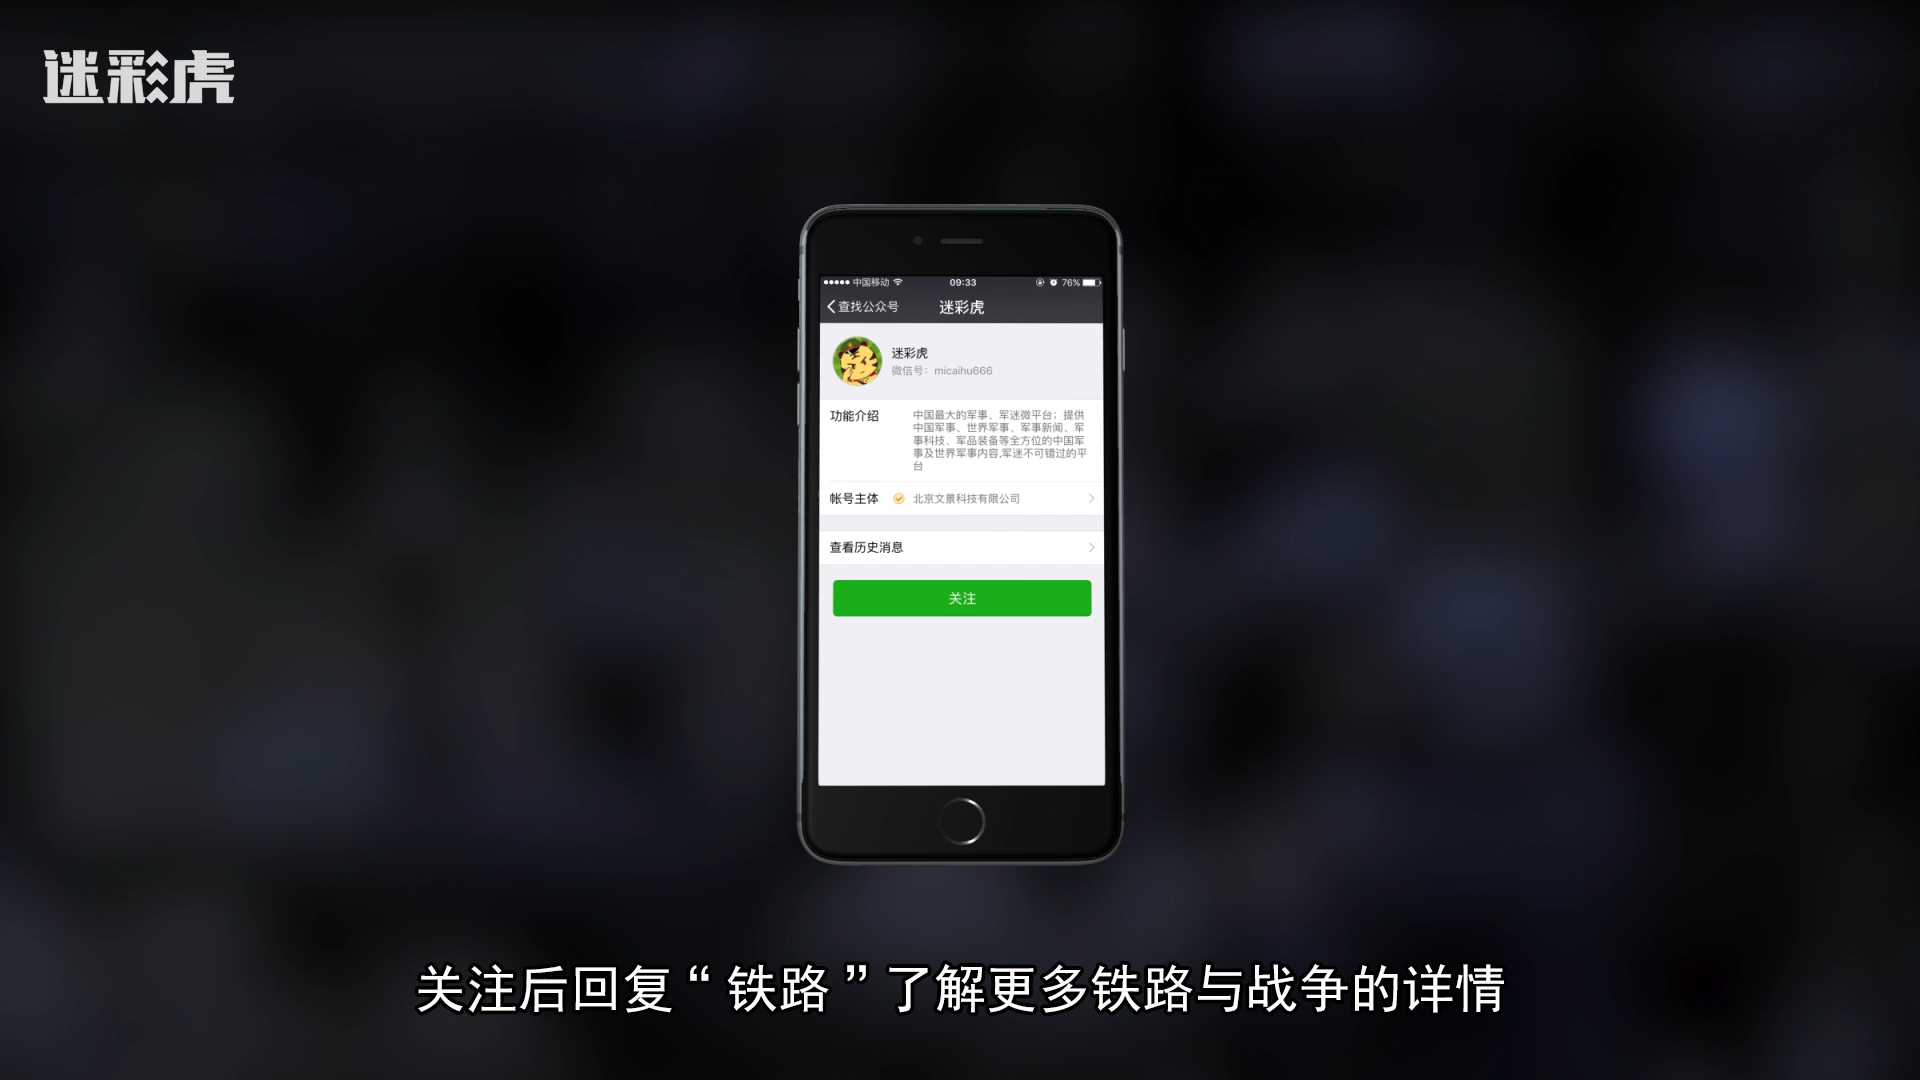 迷彩虎
中国移动 09:33 76%
查找公众号 迷彩虎
迷彩虎
微信号：micaihu666
功能介绍 中国最大的军事、军迷微平台；提供
中国军事、世界军事、军事新闻、军
事科技、军品装备等全方位的中国军
事及世界军事内容,军迷不可错过的平
台
帐号主体 北京文景科技有限公司
查看历史消息
关注
关注后回复“铁路”了解更多铁路与战争的详情